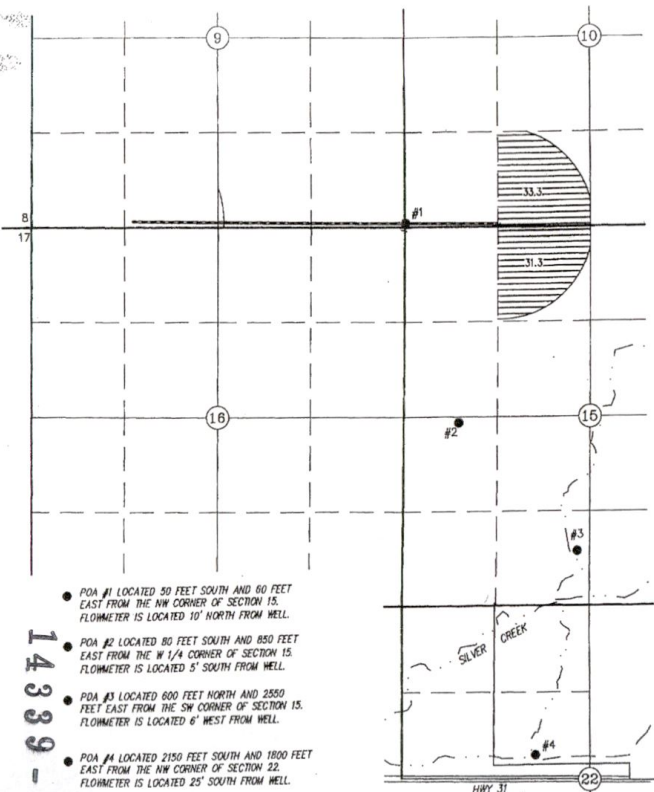 9
10
33.3
#1
8
17
31.3
16
15
#2
#3
POA #1 LOCATED 50 FEET SOUTH AND 60 FEET
EAST FROM THE NW CORNER OF SECTION 15.
FLOWMETER IS LOCATED 10' NORTH FROM WELL.
POA #2 LOCATED 80 FEET SOUTH AND 850 FEET
EAST FROM THE W 1/4 CORNER OF SECTION 15.
FLOWMETER IS LOCATED 5' SOUTH FROM WELL.
POA #3 LOCATED 600 FEET NORTH AND 2550
FEET EAST FROM THE SW CORNER OF SECTION 15.
FLOWMETER IS LOCATED 6' WEST FROM WELL.
POA #4 LOCATED 2150 FEET SOUTH AND 1800 FEET
EAST FROM THE NW CORNER OF SECTION 22.
FLOWMETER IS LOCATED 25' SOUTH FROM WELL.
14339-
SILVER CREEK
#4
22
HWY 31